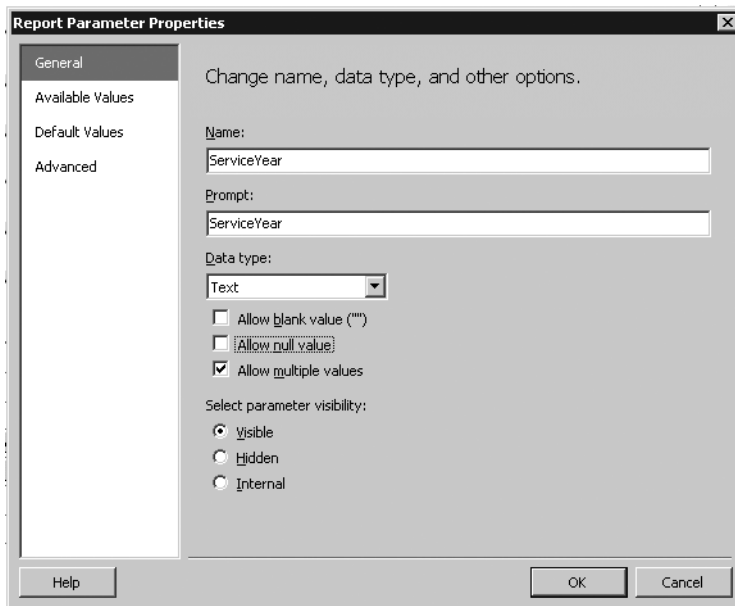 Report Parameter Properties
General
Available Values
Default Values
Advanced
Change name, data type, and other options.
Name:
ServiceYear
Prompt:
ServiceYear
Data type:
Text
Allow blank value ("")
Allow null value
Allow multiple values
Select parameter visibility:
Visible
Hidden
Internal
Help
OK
Cancel